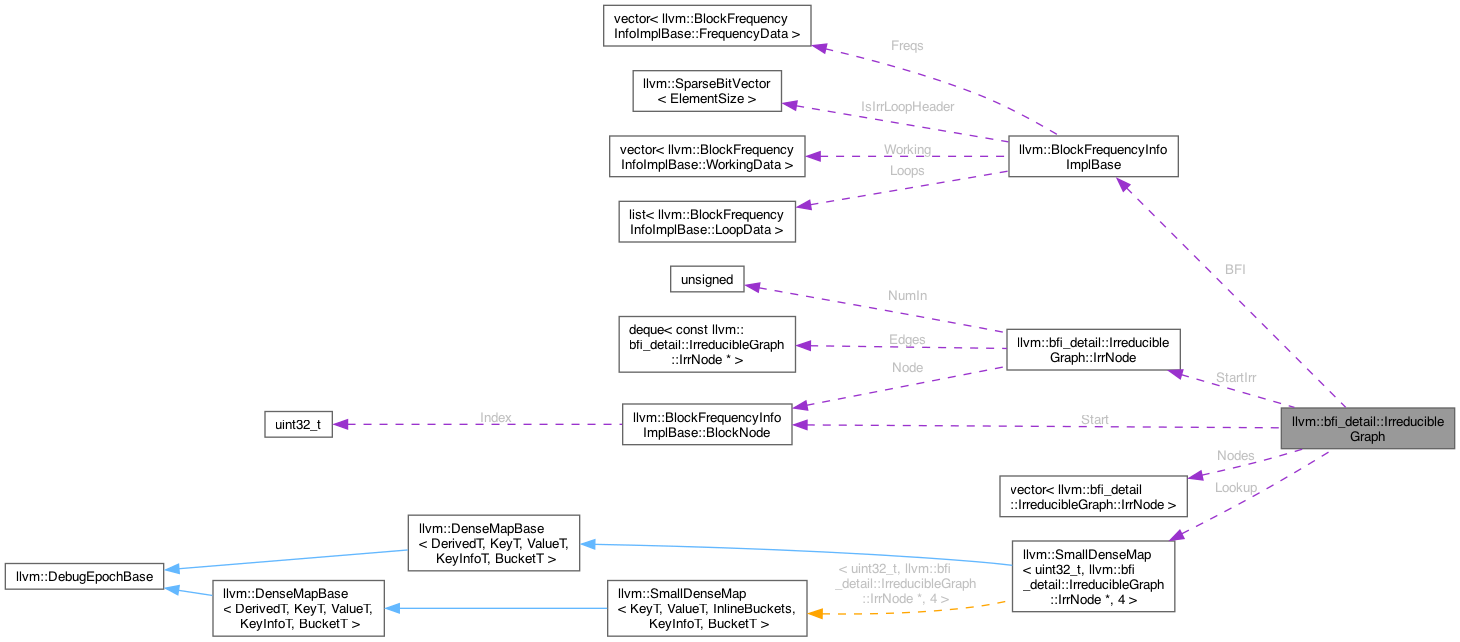 vector< llvm::BlockFrequency
InfoImplBase::FrequencyData >
Freqs
llvm::SparseBitVector
< ElementSize >
IsIrrLoopHeader
vector< llvm::BlockFrequency
InfoImplBase::WorkingData >
Working
llvm::BlockFrequencyInfo
ImplBase
Loops
list< llvm::BlockFrequency
InfoImplBase::LoopData >
BFI
unsigned
NumIn
deque< const llvm::
bfi_detail::IrreducibleGraph
::IrrNode * >
Edges
llvm::bfi_detail::Irreducible
Graph::IrrNode
Node
StartIrr
uint32_t
Index
llvm::BlockFrequencyInfo
ImplBase::BlockNode
Start
llvm::bfi_detail::Irreducible
Graph
Nodes
vector< llvm::bfi_detail
::IrreducibleGraph::IrrNode >
Lookup
llvm::DenseMapBase
< DerivedT, KeyT, ValueT,
KeyInfoT, BucketT >
llvm::SmallDenseMap
< uint32_t, llvm::bfi
_detail::IrreducibleGraph
::IrrNode *, 4 >
llvm::DebugEpochBase
< uint32_t, llvm::bfi
_detail::IrreducibleGraph
::IrrNode *, 4 >
llvm::DenseMapBase
< DerivedT, KeyT, ValueT,
KeyInfoT, BucketT >
llvm::SmallDenseMap
< KeyT, ValueT, InlineBuckets,
KeyInfoT, BucketT >